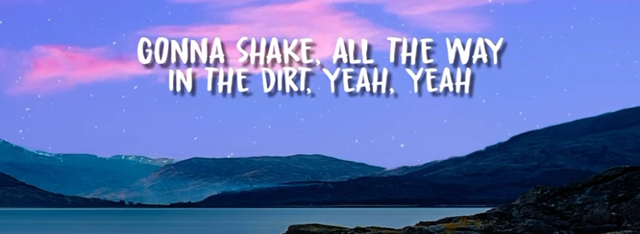 GONNA SHAKE, ALL THE WAY
IN THE DIRT, YEAH, YEAH